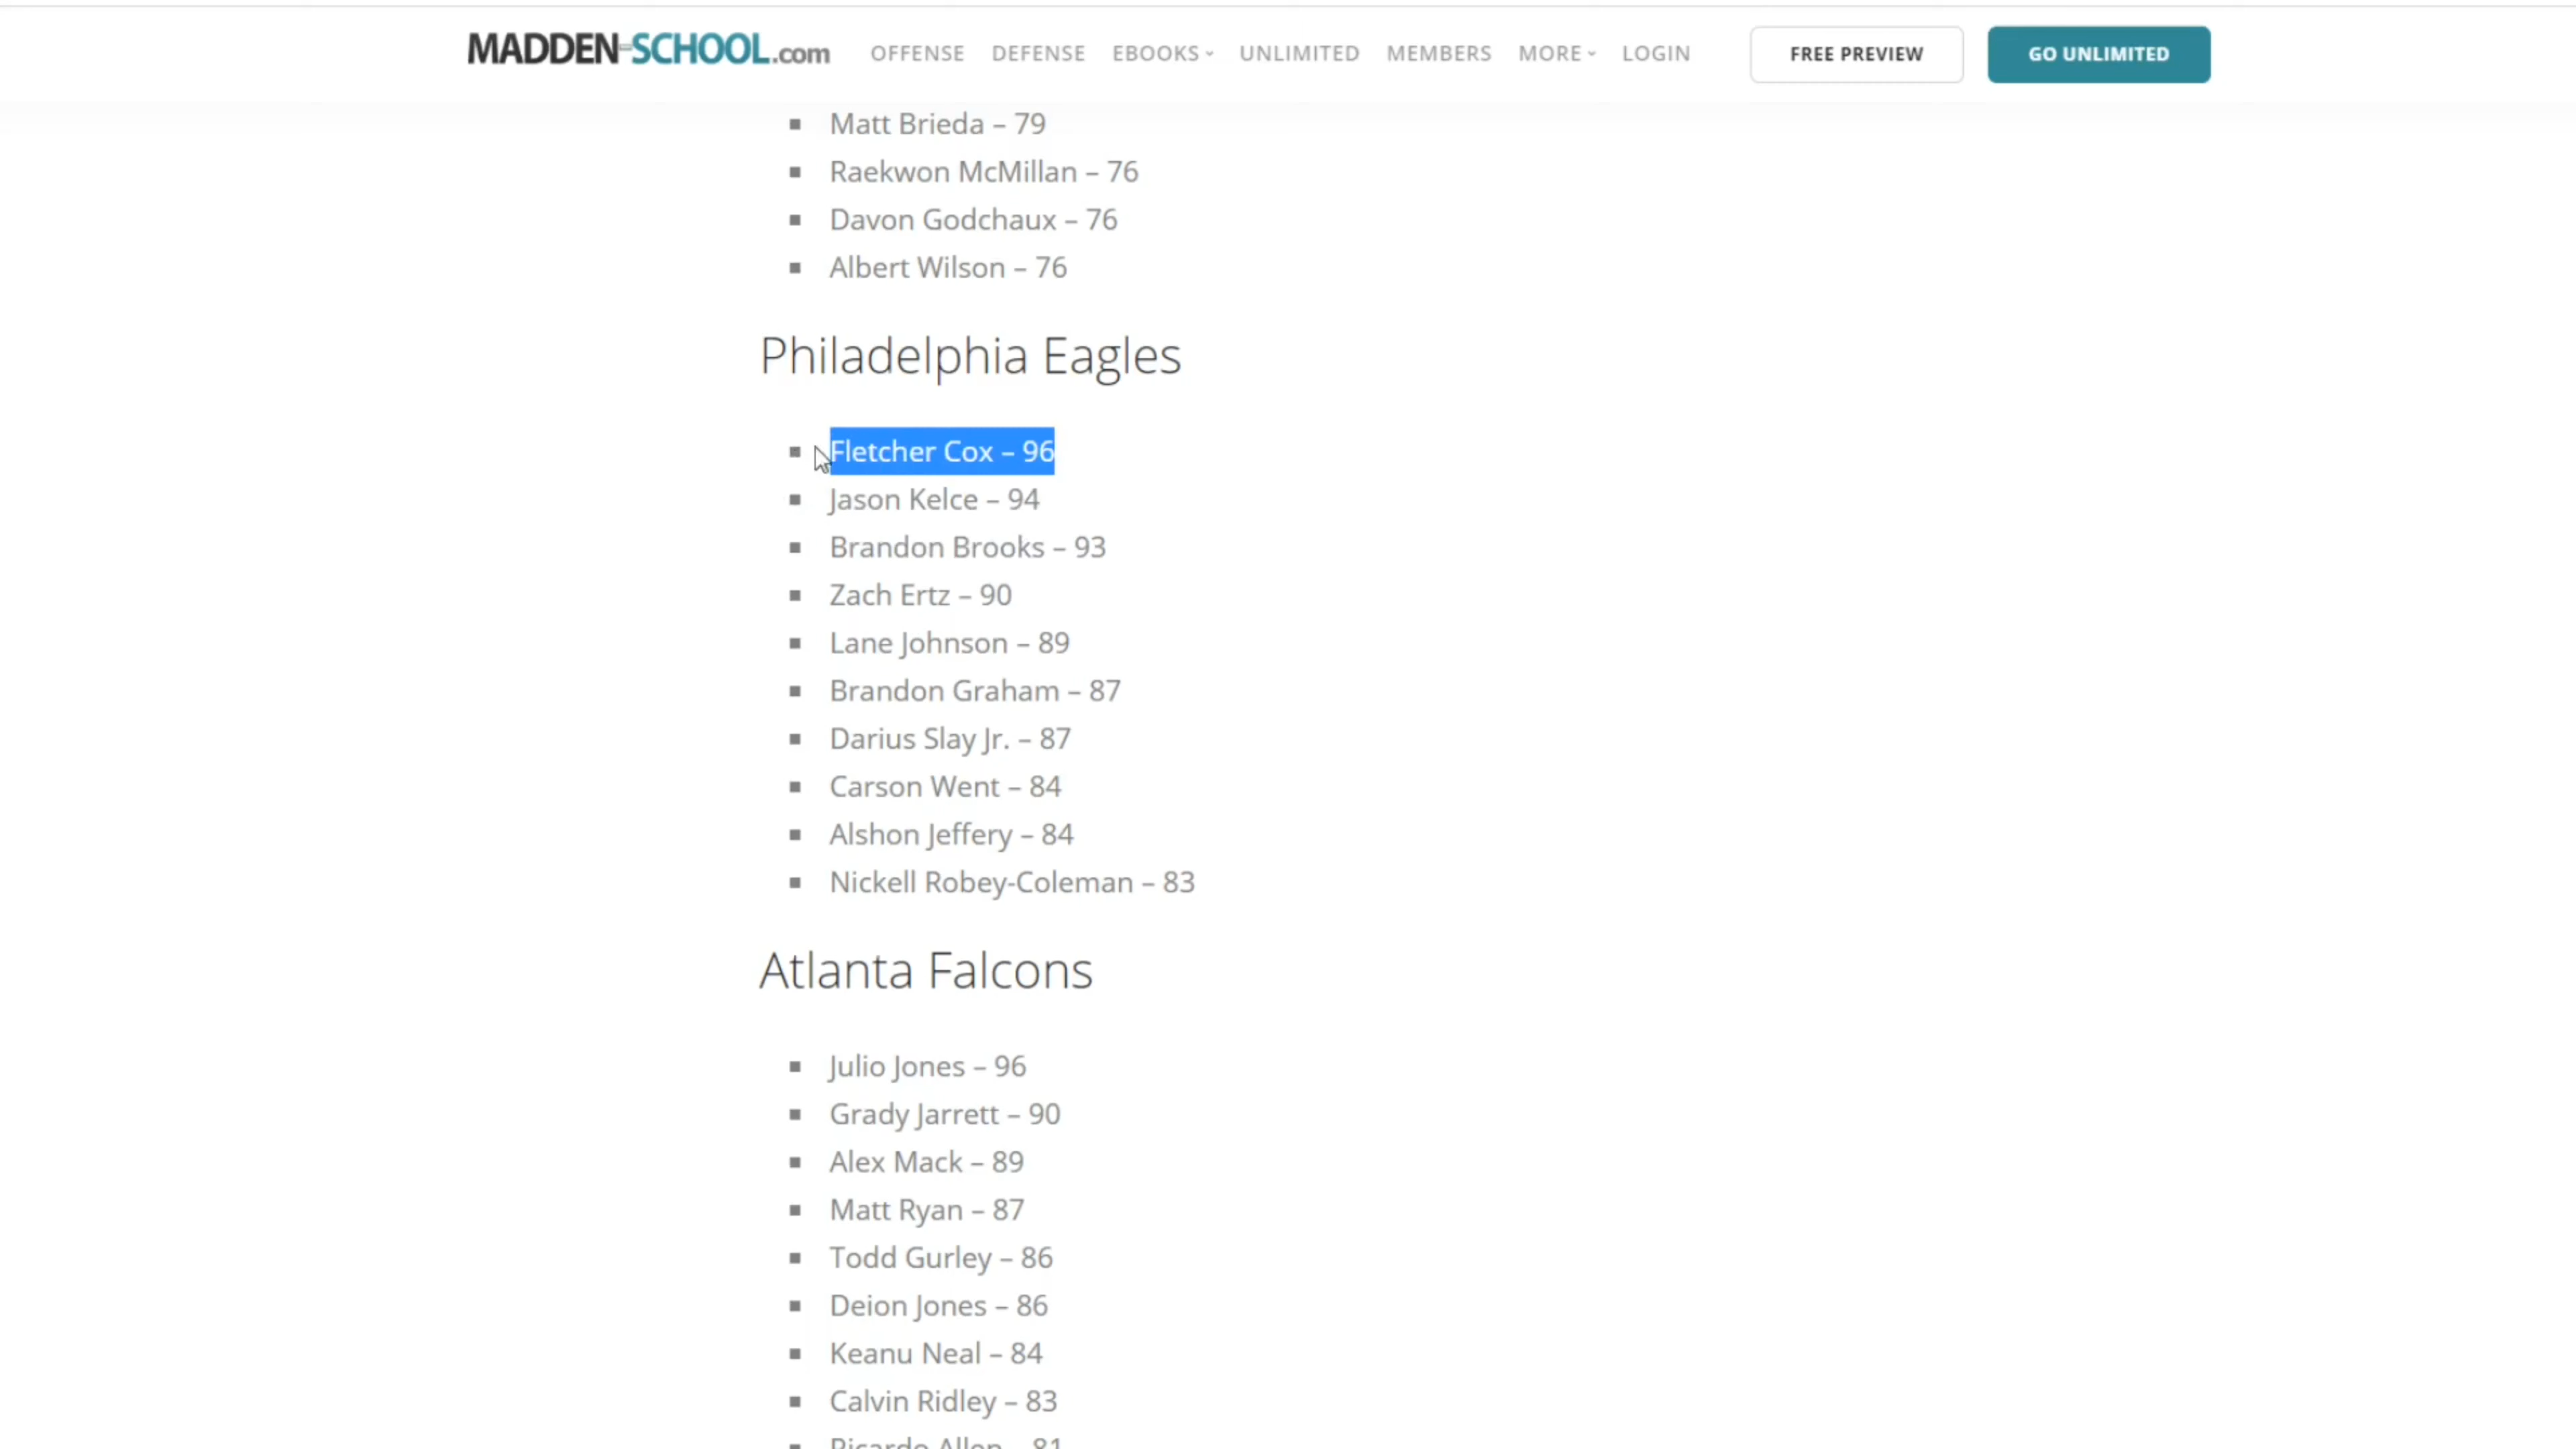 MADDEN-SCHOOL.com OFFENSE DEFENSE EBOOKS UNLIMITED MEMBERS MORE LOGIN FREE PREVIEW GO UNLIMITED
Matt Brieda – 79
Raekwon McMillan – 76
Davon Godchaux – 76
Albert Wilson – 76
Philadelphia Eagles
Fletcher Cox – 96
Jason Kelce – 94
Brandon Brooks – 93
Zach Ertz – 90
Lane Johnson – 89
Brandon Graham – 87
Darius Slay Jr. – 87
Carson Went – 84
Alshon Jeffery – 84
Nickell Robey-Coleman – 83
Atlanta Falcons
Julio Jones – 96
Grady Jarrett – 90
Alex Mack – 89
Matt Ryan – 87
Todd Gurley – 86
Deion Jones – 86
Keanu Neal – 84
Calvin Ridley – 83
Ricardo Allen – 81